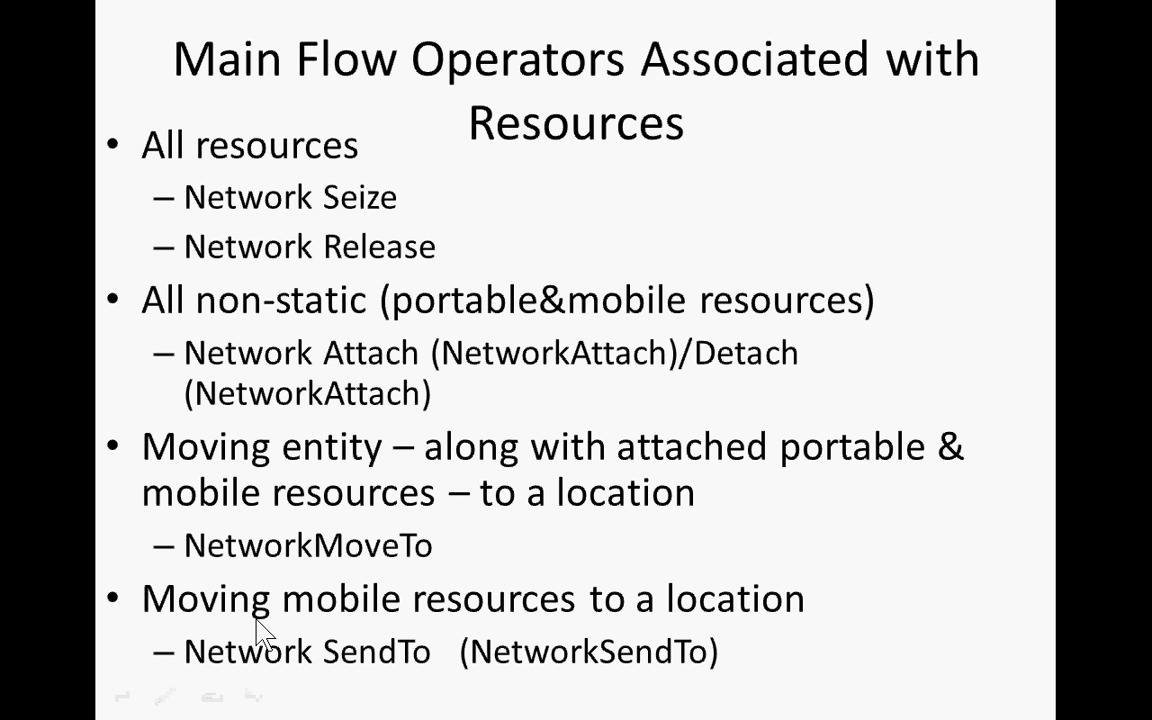 Main Flow Operators Associated with
Resources
• All resources
– Network Seize
– Network Release
• All non-static (portable&mobile resources)
– Network Attach (NetworkAttach)/Detach
(NetworkAttach)
• Moving entity – along with attached portable &
mobile resources – to a location
– NetworkMoveTo
• Moving mobile resources to a location
– Network SendTo (NetworkSendTo)